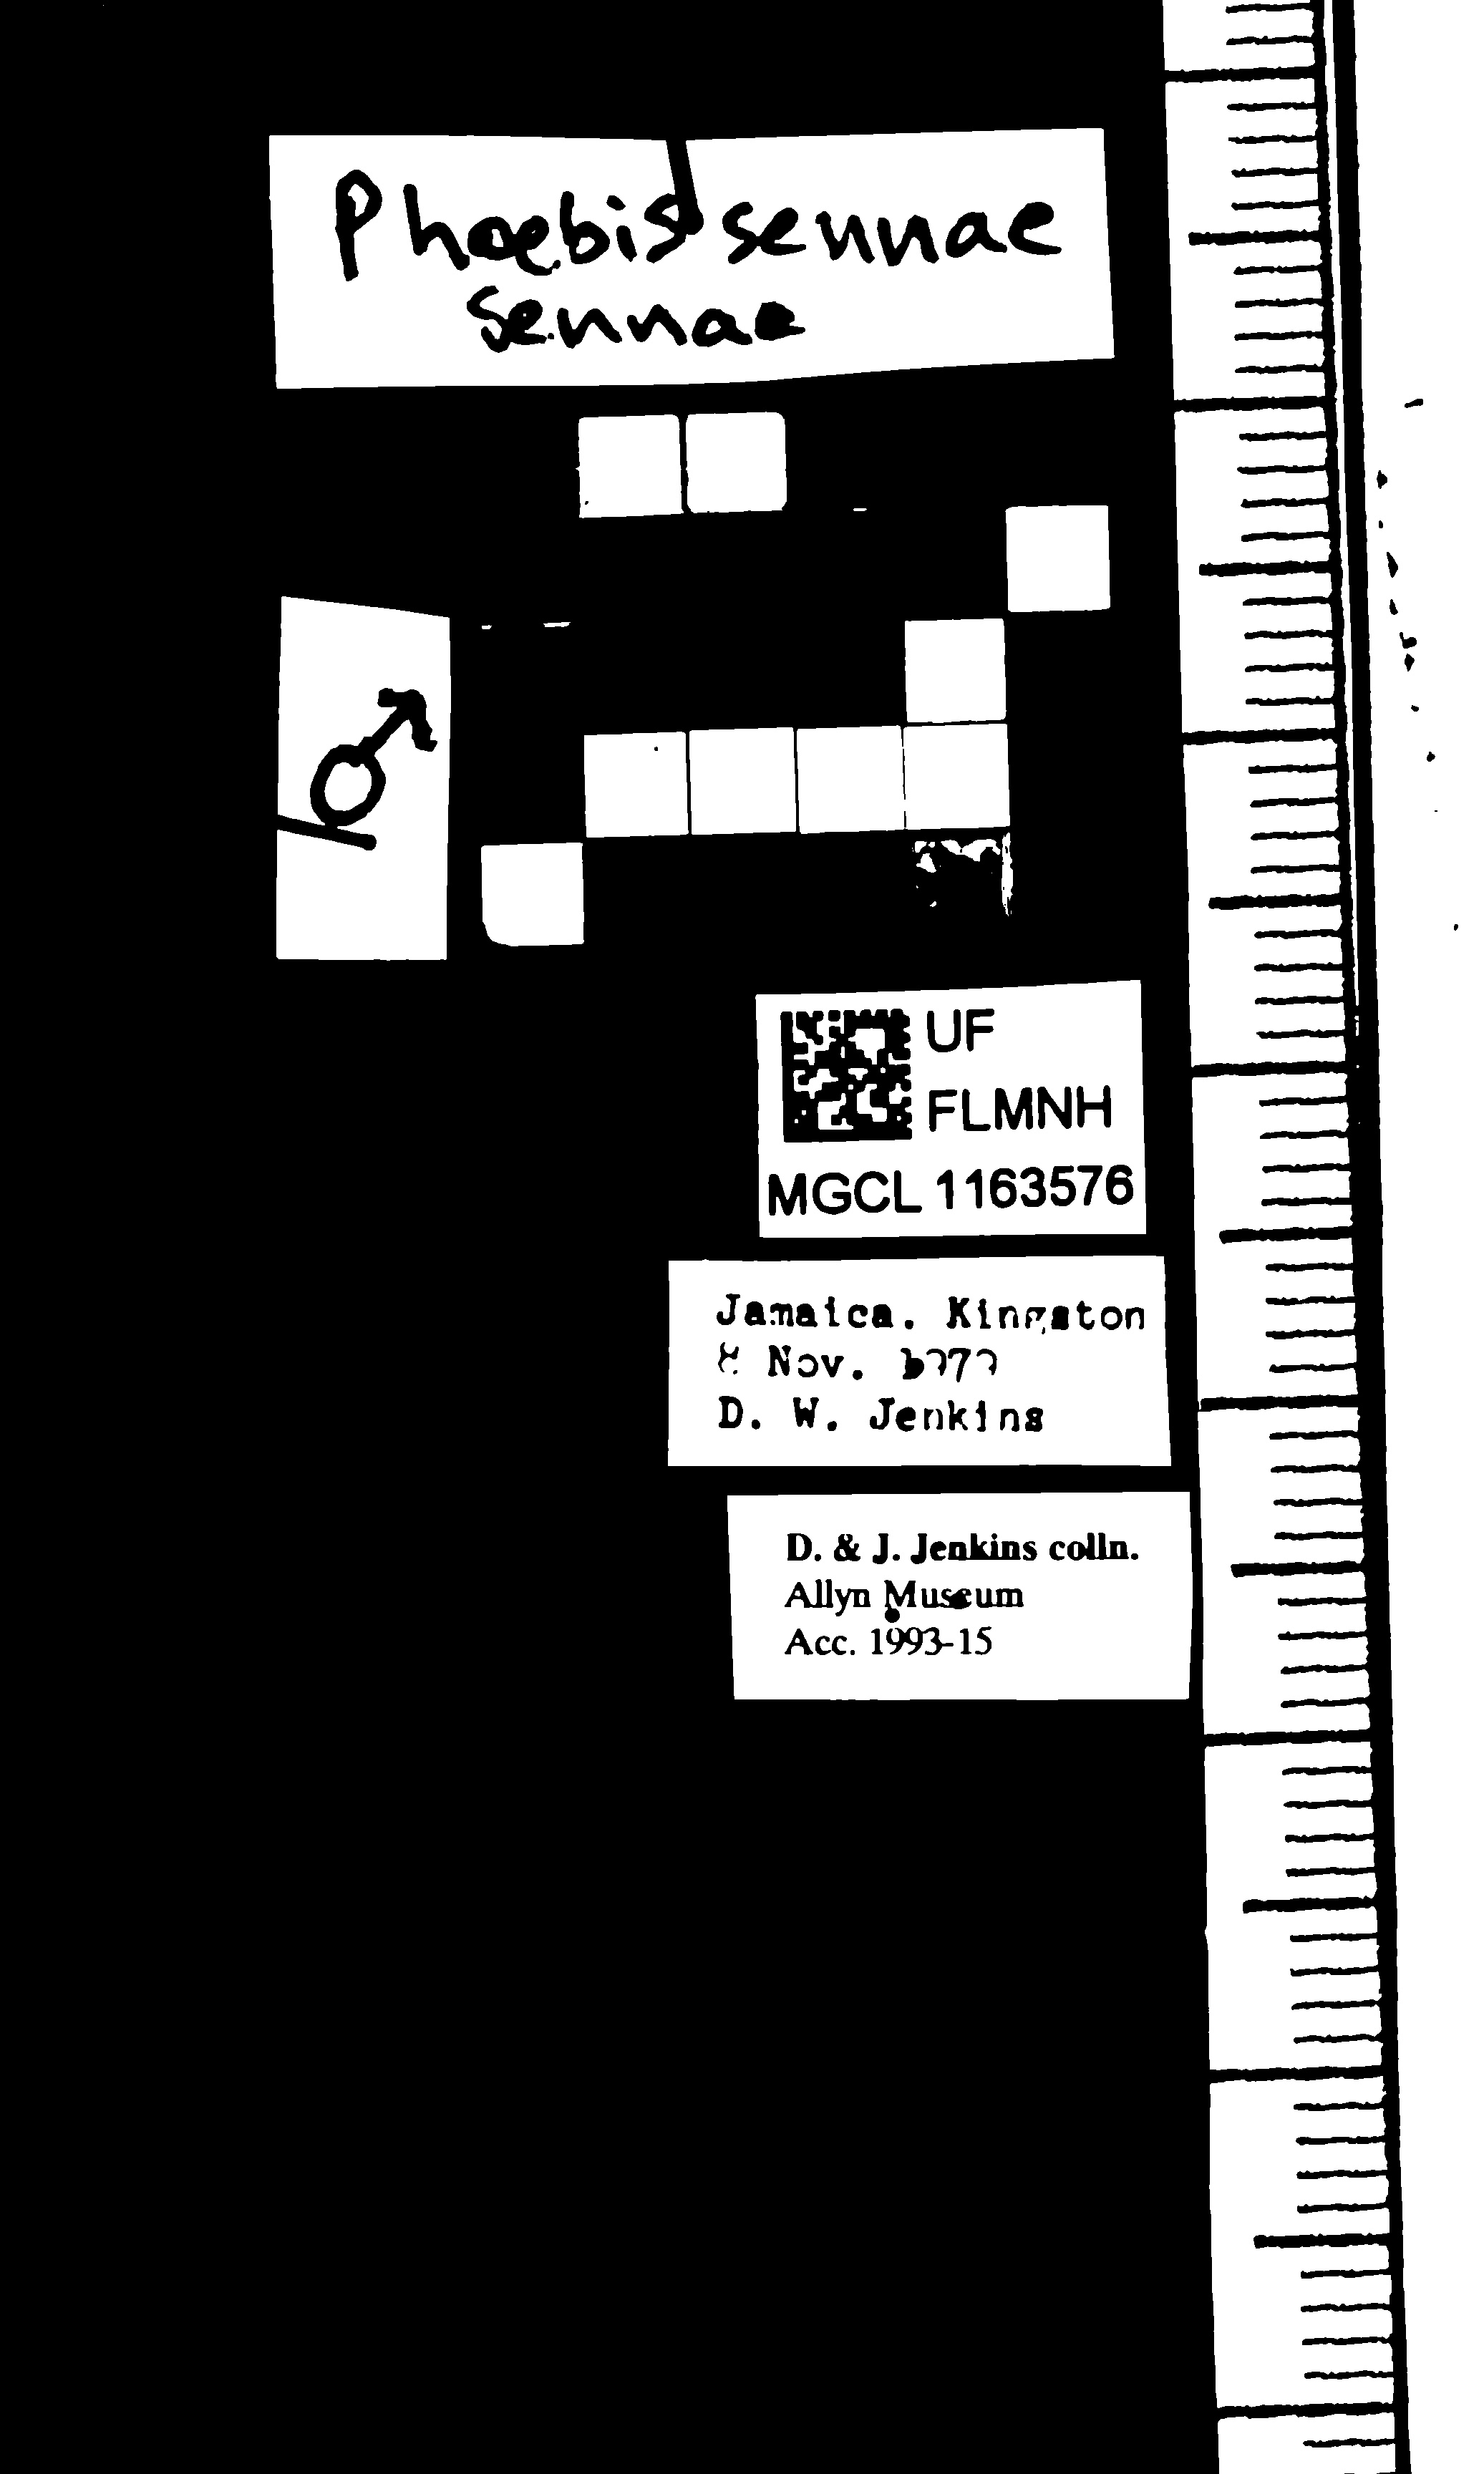 Phoebis sennae
sennae
♂
UF
FLMNH
MGCL 1163576
Jamaica. Kingston
8 Nov.
D. W. Jenkins
D. & J. Jenkins colln.
Allyn Museum
Acc. 1993-15